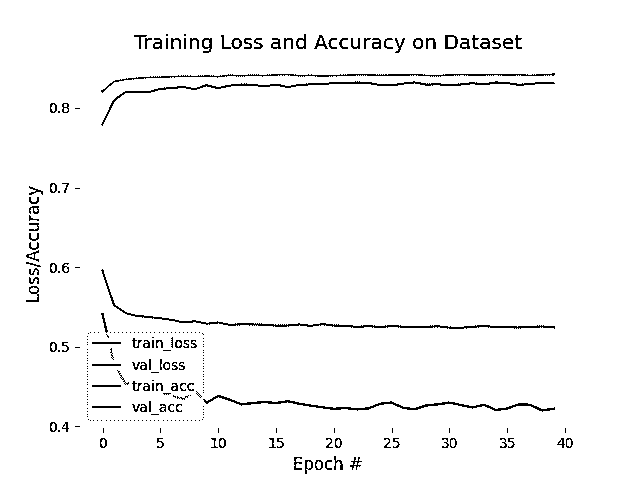 Training Loss and Accuracy on Dataset
Loss/Accuracy
0.8
0.7
0.6
0.5
0.4
train_loss
val_loss
train_acc
val_acc
0 5 10 15 20 25 30 35 40
Epoch #